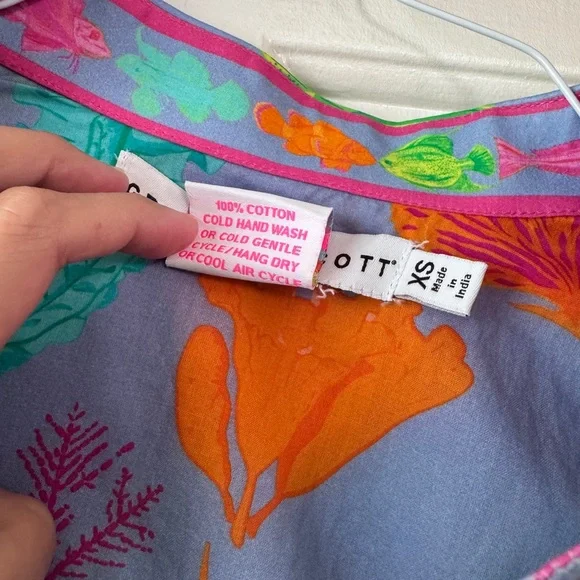 100% COTTON
COLD HAND WASH
OR COLD GENTLE
CYCLE/HANG DRY
OR COOL AIR CYCLE
OTT®
XS
Made
in
India